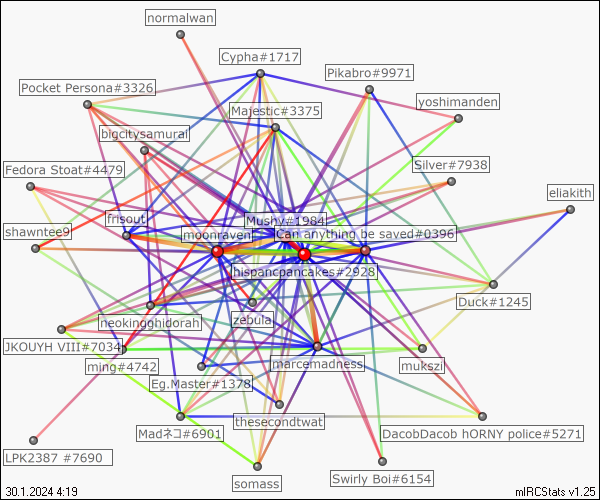 normalwan
Cypha#1717
Pikabro#9971
Pocket Persona#3326
yoshimanden
Majestic#3375
bigcitysamurai
Fedora Stoat#4479
Silver#7938
eliakith
frisout
Mushy#1984
shawntee9
moonraven
Can anything be saved#0396
hispancpancakes#2928
Duck#1245
neokingghidorah
zebula
JKOUYH VIII#7034
ming#4742
marcemadness
mukszi
Eg.Master#1378
thesecondtwat
Madネコ#6901
DacobDacob hORNY police#5271
LPK2387 #7690
somass
Swirly Boi#6154
30.1.2024 4:19
mIRCStats v1.25